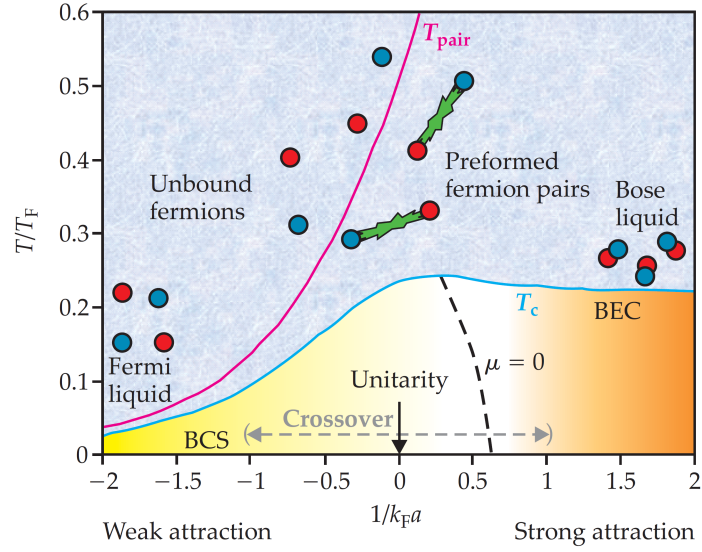 0.6
T_pair
0.5
0.4
Unbound
fermions
Preformed
fermion pairs
Bose
liquid
T/T_F
0.3
0.2
T_c
BEC
Fermi
liquid
0.1
Unitarity
μ = 0
Crossover
BCS
0
−2 −1.5 −1 −0.5 0 0.5 1 1.5 2
1/k_F a
Weak attraction
Strong attraction